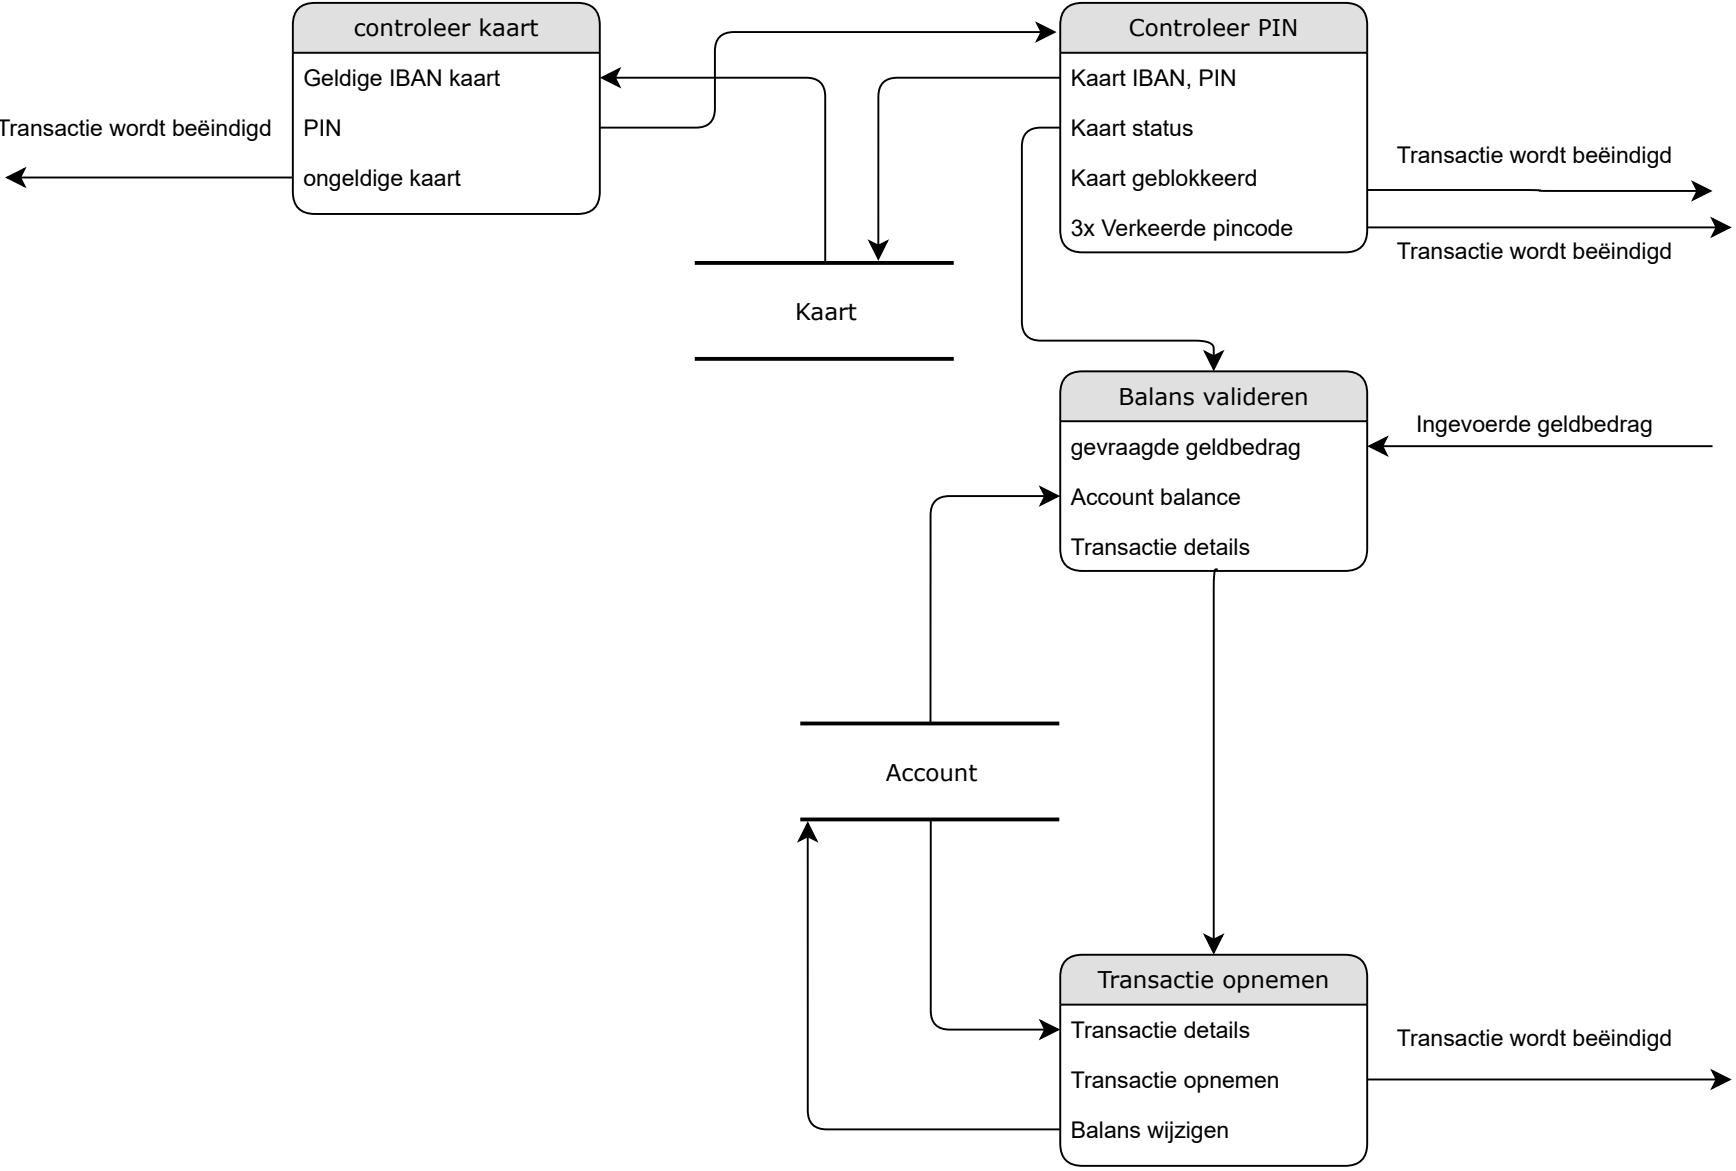 controleer kaart
Geldige IBAN kaart
PIN
ongeldige kaart
Transactie wordt beëindigd
Controleer PIN
Kaart IBAN, PIN
Kaart status
Kaart geblokkeerd
3x Verkeerde pincode
Transactie wordt beëindigd
Transactie wordt beëindigd
Kaart
Balans valideren
gevraagde geldbedrag
Account balance
Transactie details
Ingevoerde geldbedrag
Account
Transactie opnemen
Transactie details
Transactie opnemen
Balans wijzigen
Transactie wordt beëindigd